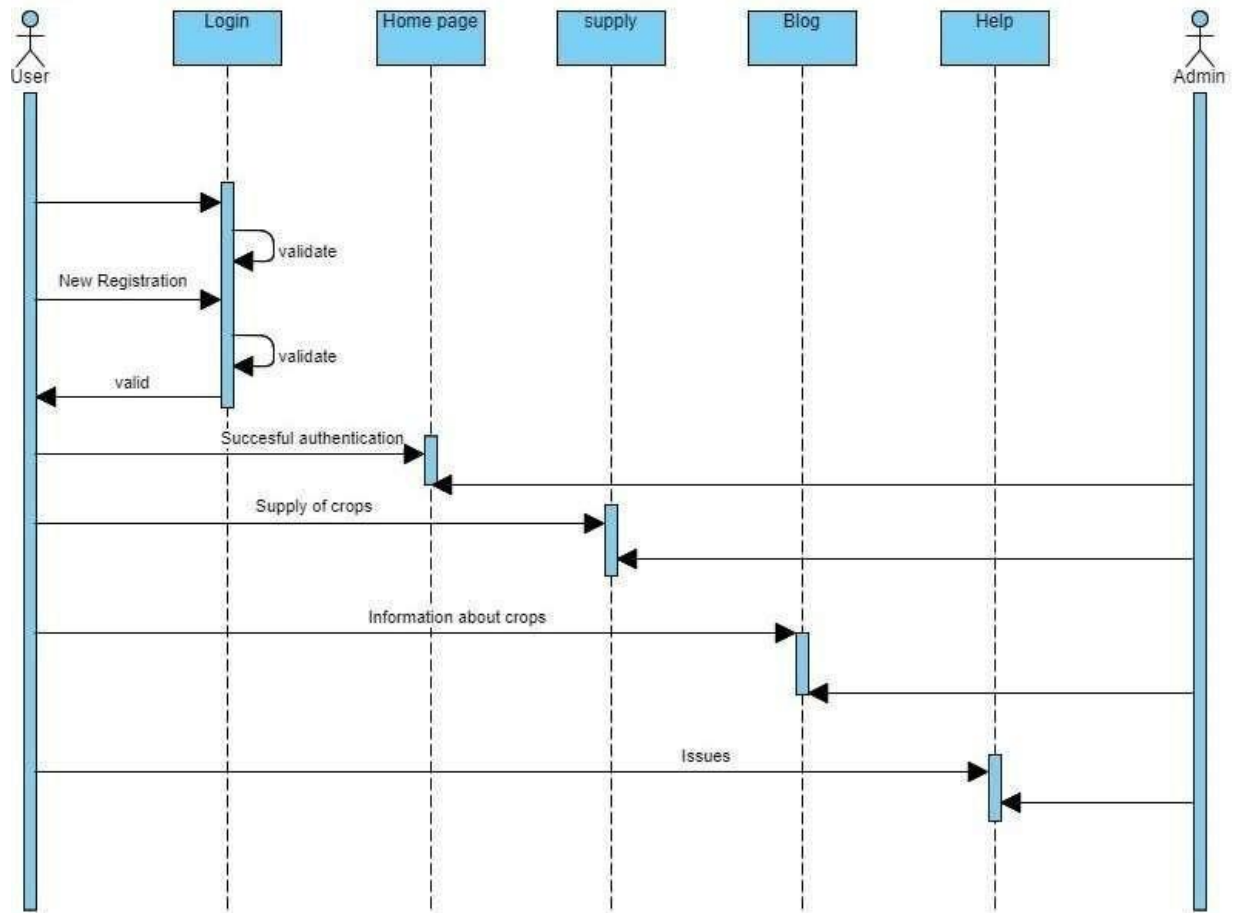 Login
Home page
supply
Blog
Help
User
Admin
validate
New Registration
validate
valid
Succesful authentication
Supply of crops
Information about crops
Issues